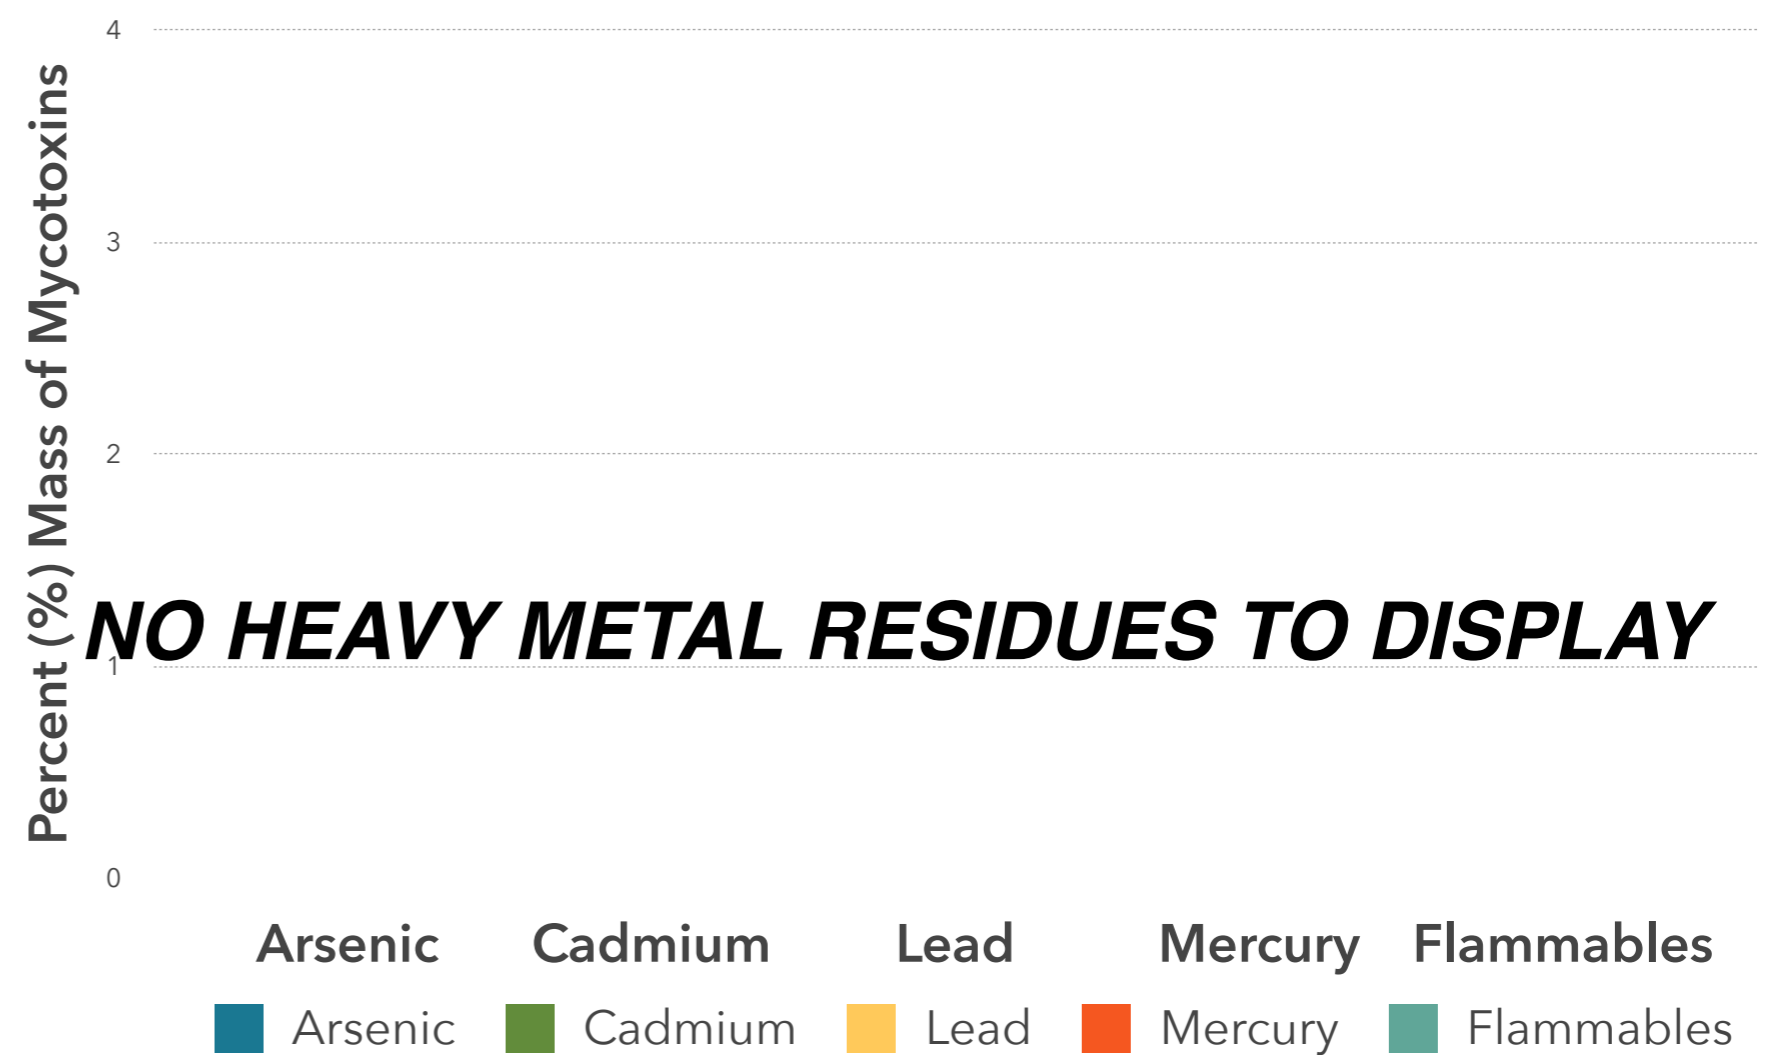 Percent (%) Mass of Mycotoxins
4
3
2
NO HEAVY METAL RESIDUES TO DISPLAY
1
0
Arsenic Cadmium Lead Mercury Flammables
Arsenic Cadmium Lead Mercury Flammables